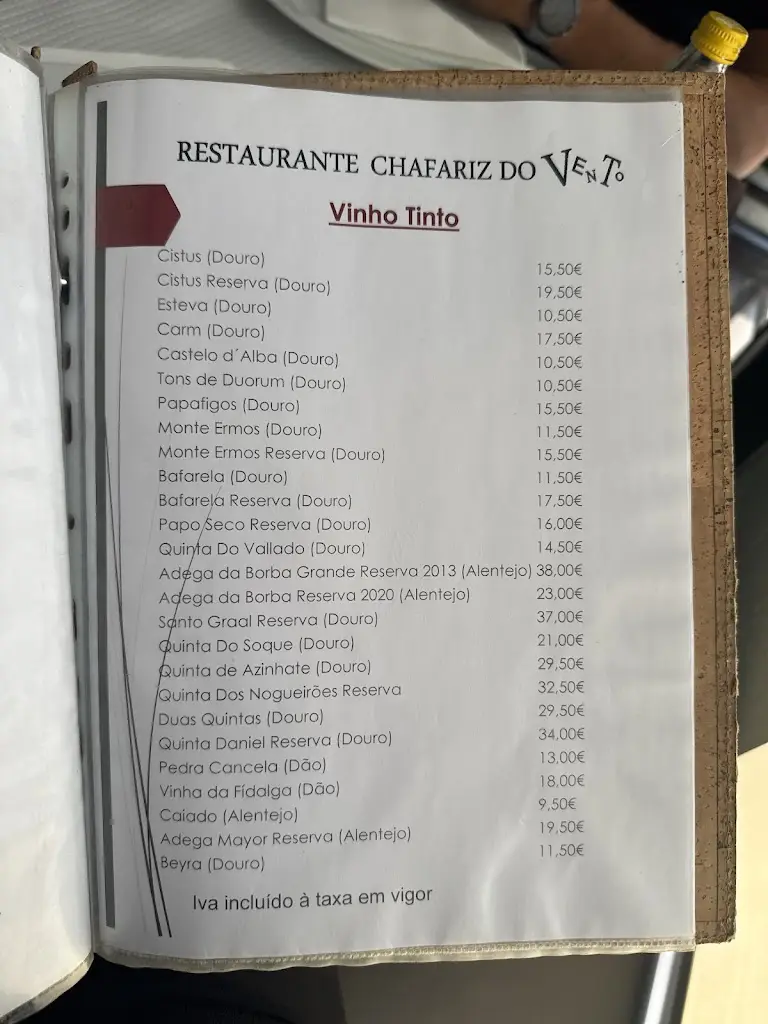 RESTAURANTE CHAFARIZ DO VENTO
Vinho Tinto
Cistus (Douro) 15,50€
Cistus Reserva (Douro) 19,50€
Esteva (Douro) 10,50€
Carm (Douro) 17,50€
Castelo d´Alba (Douro) 10,50€
Tons de Duorum (Douro) 10,50€
Papafigos (Douro) 15,50€
Monte Ermos (Douro) 11,50€
Monte Ermos Reserva (Douro) 15,50€
Bafarela (Douro) 11,50€
Bafarela Reserva (Douro) 17,50€
Papo Seco Reserva (Douro) 16,00€
Quinta Do Vallado (Douro) 14,50€
Adega da Borba Grande Reserva 2013 (Alentejo) 38,00€
Adega da Borba Reserva 2020 (Alentejo) 23,00€
Santo Graal Reserva (Douro) 37,00€
Quinta Do Soque (Douro) 21,00€
Quinta de Azinhate (Douro) 29,50€
Quinta Dos Nogueirões Reserva 32,50€
Duas Quintas (Douro) 29,50€
Quinta Daniel Reserva (Douro) 34,00€
Pedra Cancela (Dão) 13,00€
Vinha da Fídalga (Dão) 18,00€
Caiado (Alentejo) 9,50€
Adega Mayor Reserva (Alentejo) 19,50€
Beyra (Douro) 11,50€
Iva incluído à taxa em vigor